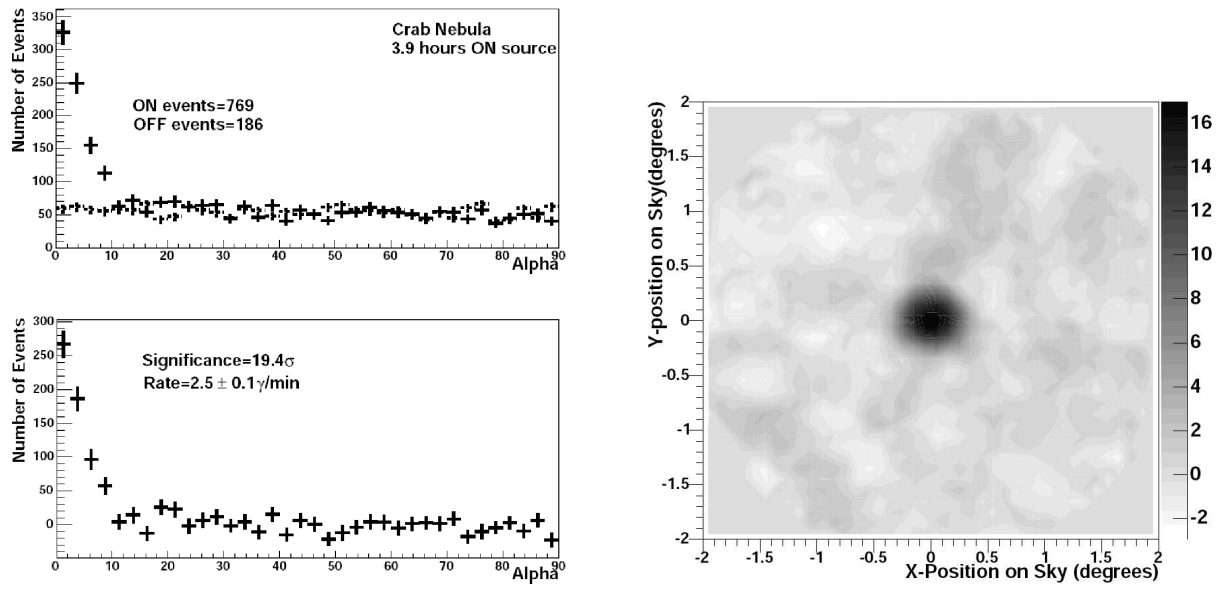 350
300
250
200
150
100
50
0
Number of Events
Crab Nebula
3.9 hours ON source
ON events=769
OFF events=186
0 10 20 30 40 50 60 70 80 90
Alpha
300
250
200
150
100
50
0
Number of Events
Significance=19.4σ
Rate=2.5 ± 0.1γ/min
0 10 20 30 40 50 60 70 80 90
Alpha
2
1.5
1
0.5
0
-0.5
-1
-1.5
-2
Y-position on Sky(degrees)
-2 -1.5 -1 -0.5 0 0.5 1 1.5 2
X-Position on Sky (degrees)
16
14
12
10
8
6
4
2
0
-2